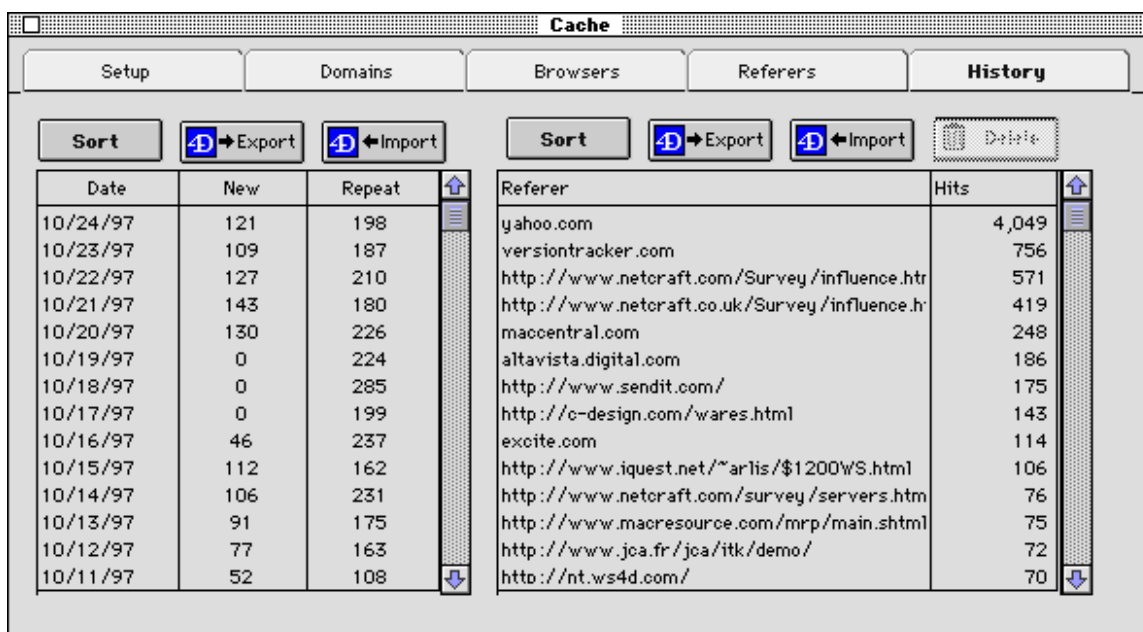 Cache
Setup Domains Browsers Referers History
Sort 4D Export 4D Import Sort 4D Export 4D Import Delete
Date New Repeat Referer Hits
10/24/97 121 198 yahoo.com 4,049
10/23/97 109 187 versiontracker.com 756
10/22/97 127 210 http://www.netcraft.com/Survey/influence.htr 571
10/21/97 143 180 http://www.netcraft.co.uk/Survey/influence.h 419
10/20/97 130 226 maccentral.com 248
10/19/97 0 224 altavista.digital.com 186
10/18/97 0 285 http://www.sendit.com/ 175
10/17/97 0 199 http://c-design.com/wares.html 143
10/16/97 46 237 excite.com 114
10/15/97 112 162 http://www.iquest.net/~arlis/$1200WS.html 106
10/14/97 106 231 http://www.netcraft.com/survey/servers.htm 76
10/13/97 91 175 http://www.macresource.com/mrp/main.shtml 75
10/12/97 77 163 http://www.jca.fr/jca/itk/demo/ 72
10/11/97 52 108 http://nt.ws4d.com/ 70